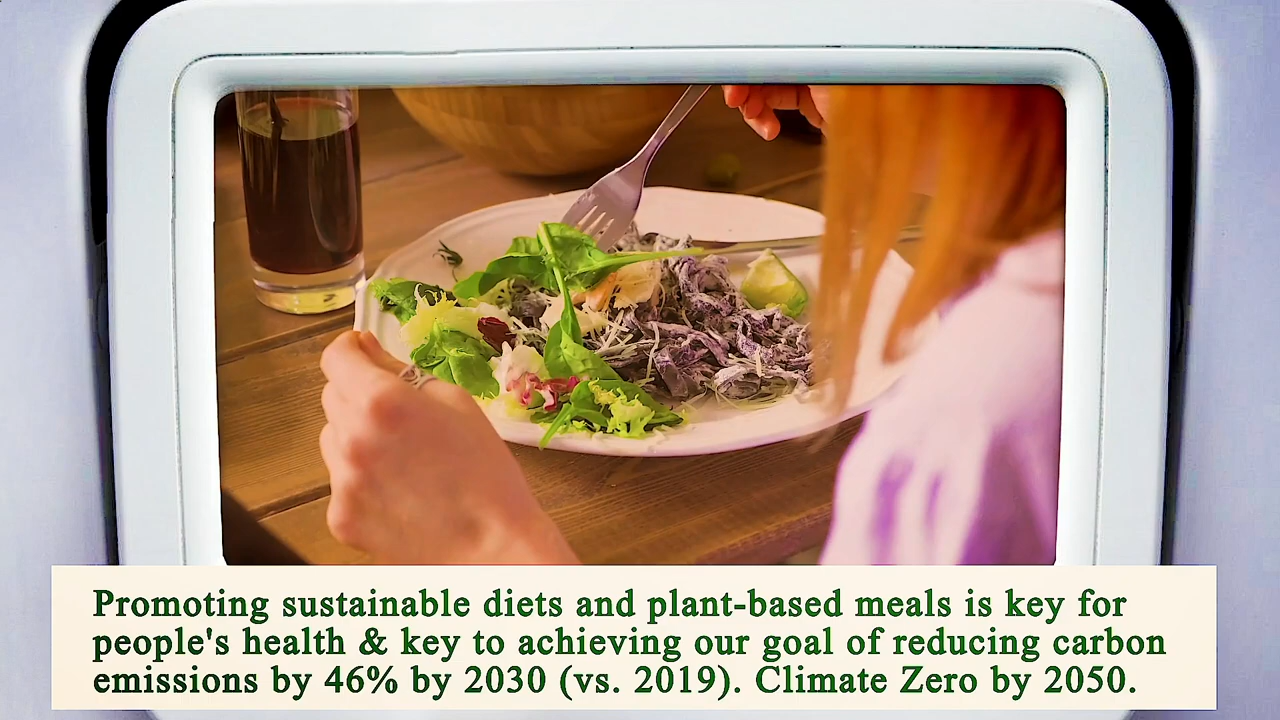 Promoting sustainable diets and plant-based meals is key for
people's health & key to achieving our goal of reducing carbon
emissions by 46% by 2030 (vs. 2019). Climate Zero by 2050.